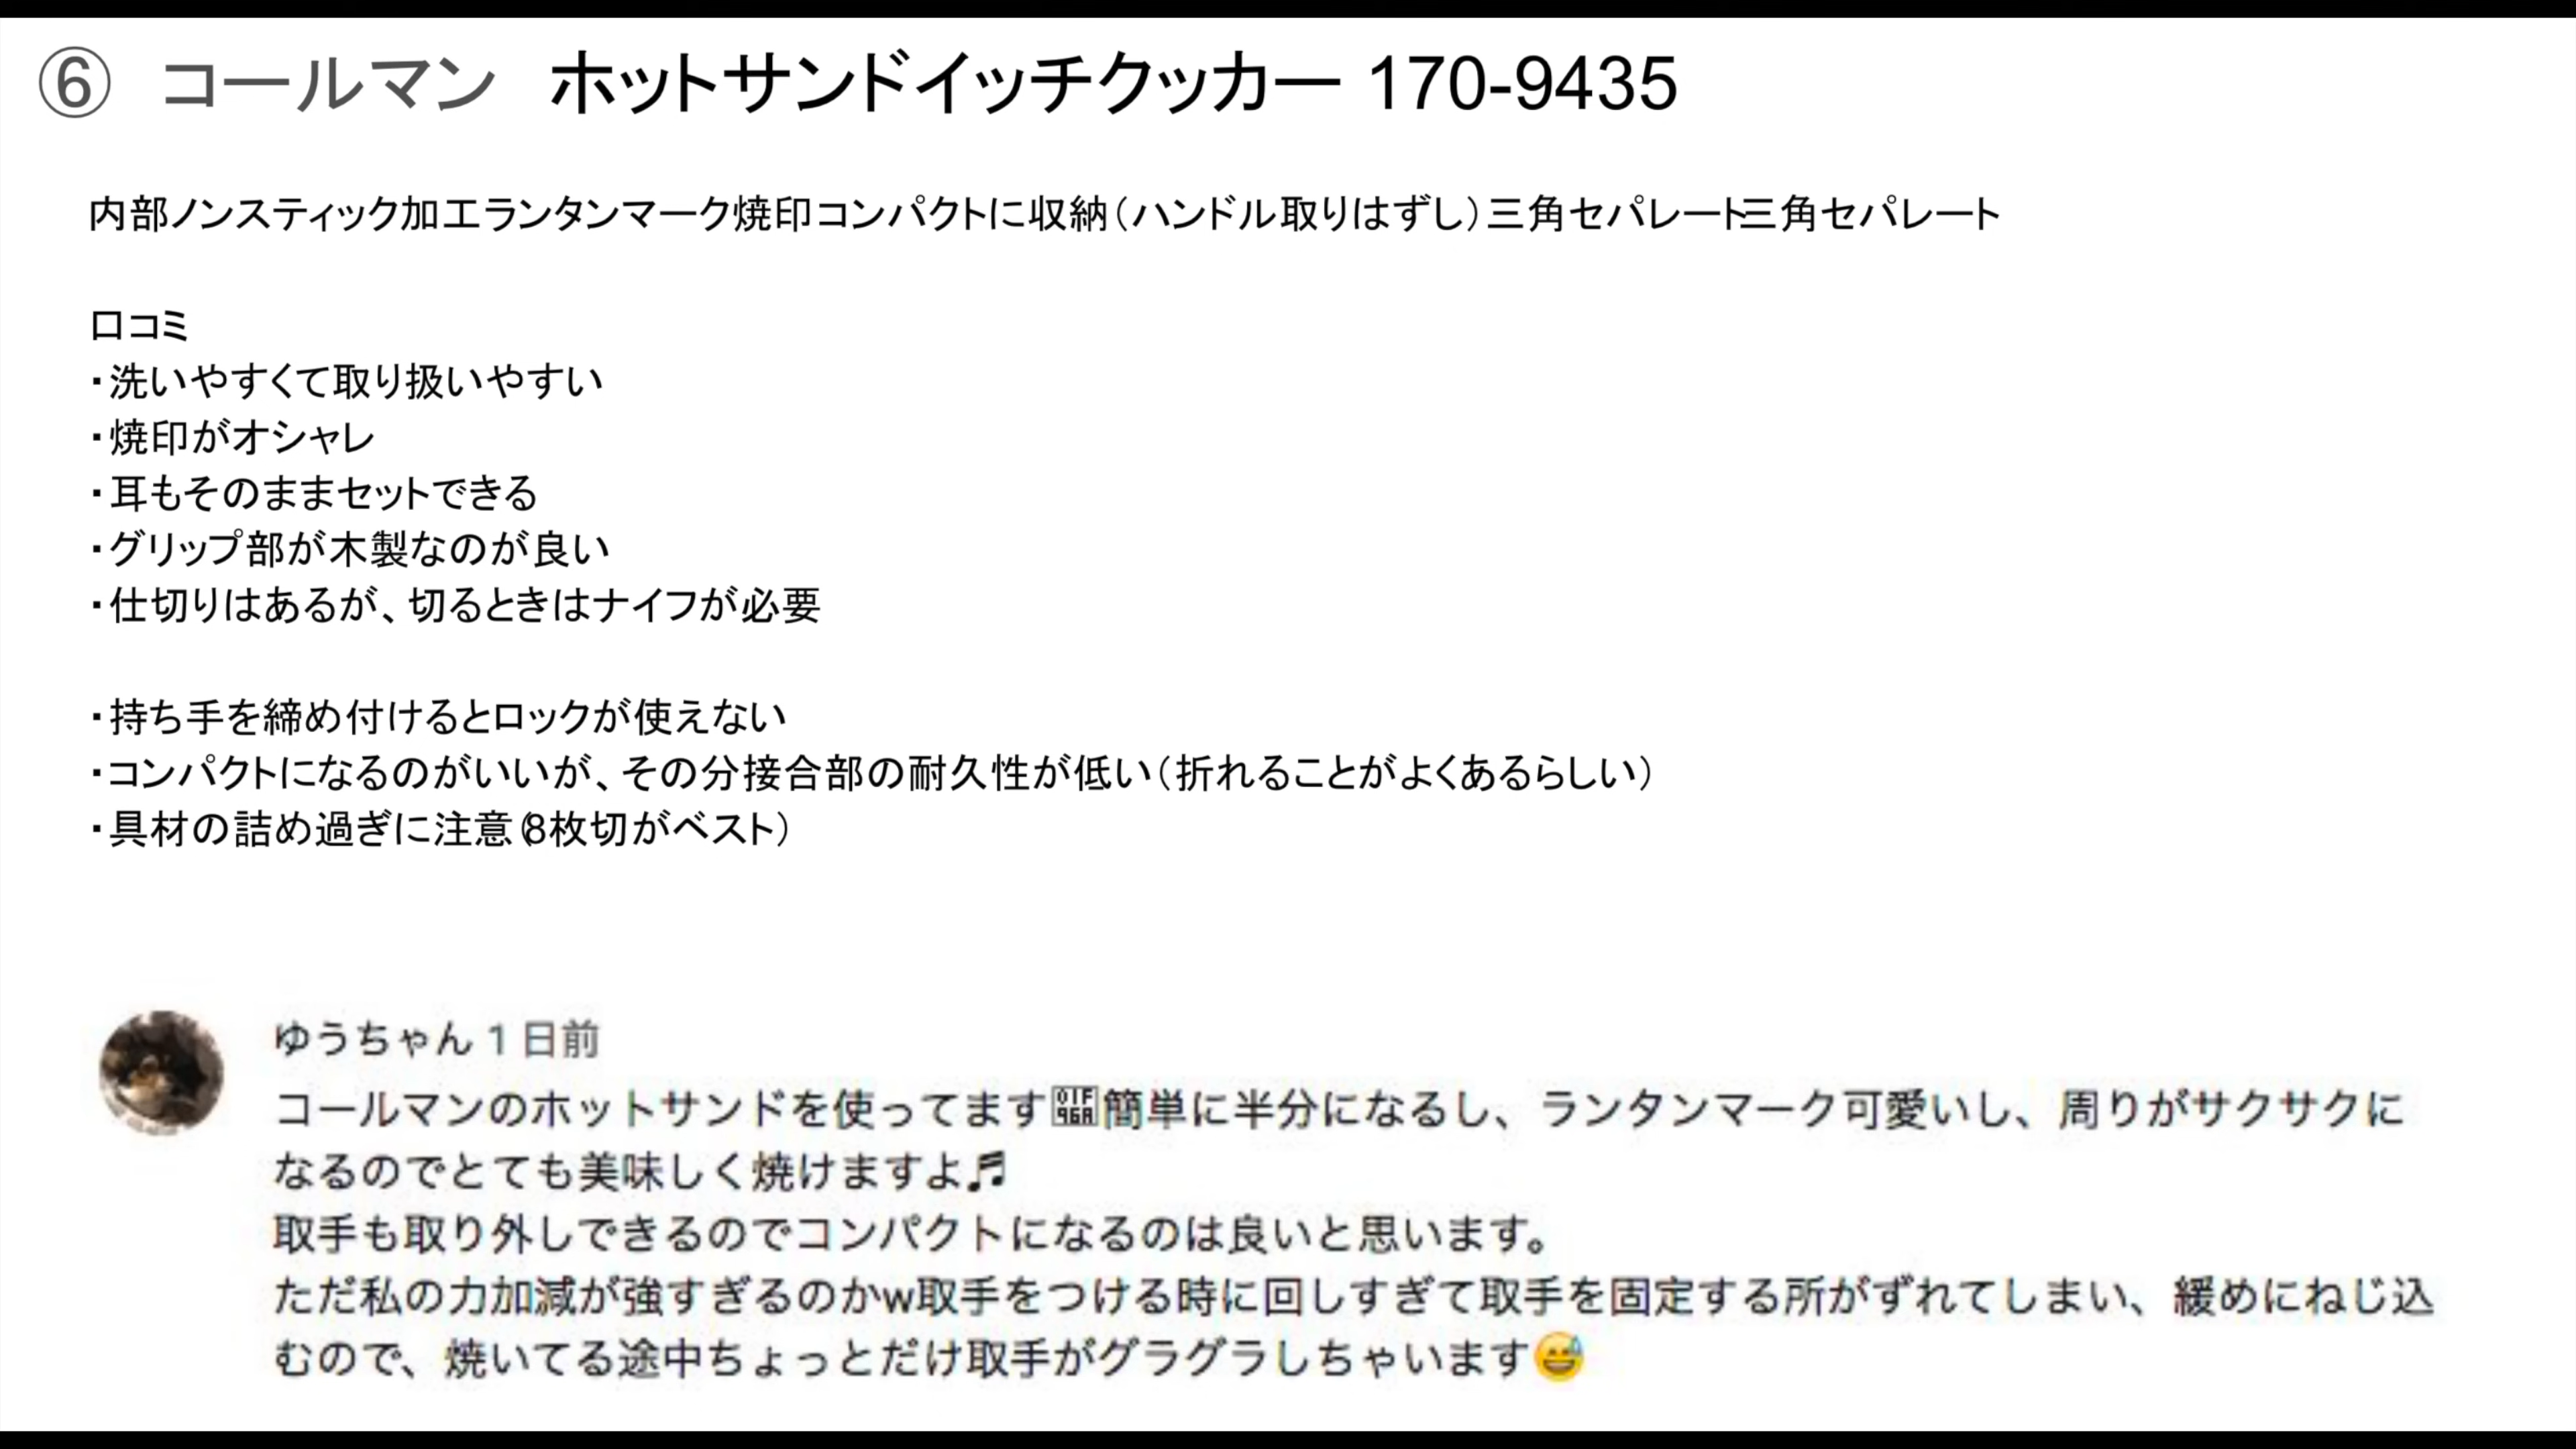 ⑥ コールマン ホットサンドイッチクッカー 170-9435
内部ノンスティック加工ランタンマーク焼印コンパクトに収納(ハンドル取りはずし)三角セパレート三角セパレート
口コミ
・洗いやすくて取り扱いやすい
・焼印がオシャレ
・耳もそのままセットできる
・グリップ部が木製なのが良い
・仕切りはあるが、切るときはナイフが必要
・持ち手を締め付けるとロックが使えない
・コンパクトになるのがいいが、その分接合部の耐久性が低い(折れることがよくあるらしい)
・具材の詰め過ぎに注意(8枚切がベスト)
ゆうちゃん 1 日前
コールマンのホットサンドを使ってます🥪簡単に半分になるし、ランタンマーク可愛いし、周りがサクサクに
なるのでとても美味しく焼けますよ♬
取手も取り外しできるのでコンパクトになるのは良いと思います。
ただ私の力加減が強すぎるのかw取手をつける時に回しすぎて取手を固定する所がずれてしまい、緩めにねじ込
むので、焼いてる途中ちょっとだけ取手がグラグラしちゃいます😅